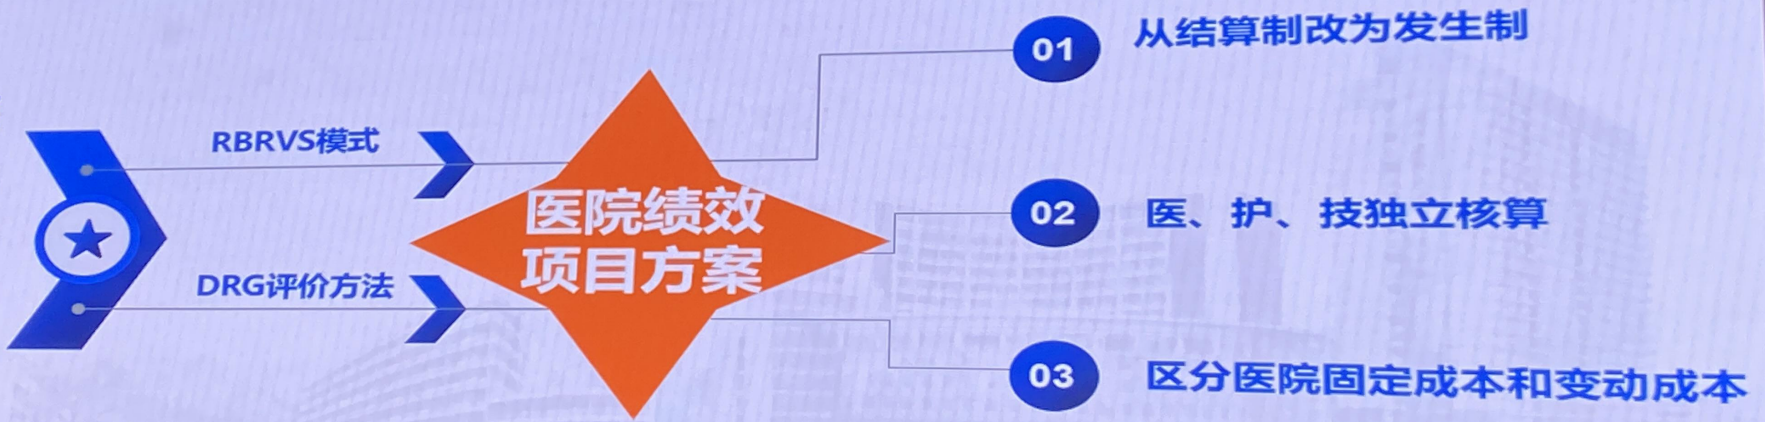 RBRVS模式
DRG评价方法
医院绩效
项目方案
01
从结算制改为发生制
02
医、护、技独立核算
03
区分医院固定成本和变动成本